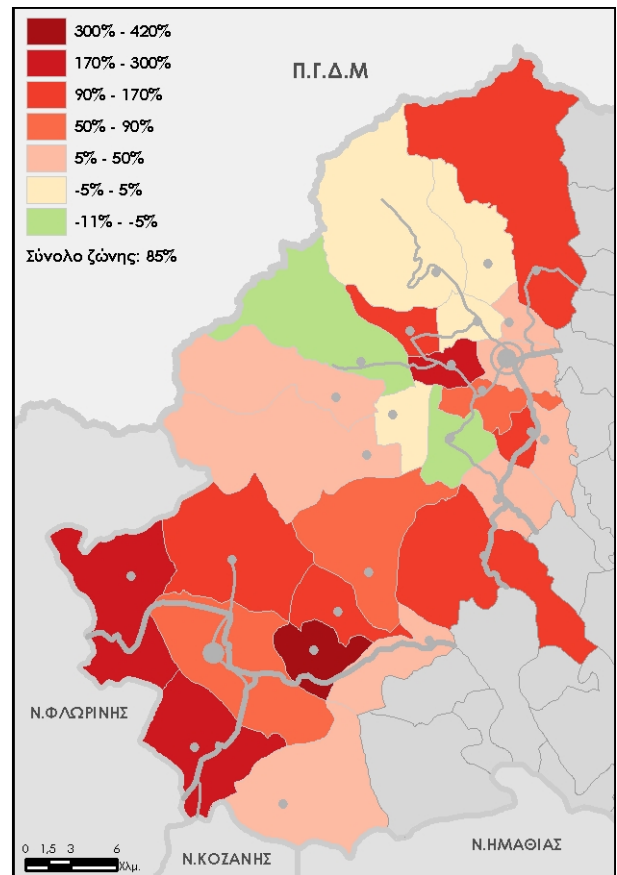 300% - 420%
170% - 300%
90% - 170%
50% - 90%
5% - 50%
-5% - 5%
-11% - -5%
Σύνολο ζώνης: 85%
Π.Γ.Δ.Μ
Ν.ΦΛΩΡΙΝΗΣ
Ν.ΚΟΖΑΝΗΣ
Ν.ΗΜΑΘΙΑΣ
0 1,5 3 6
Χλμ.